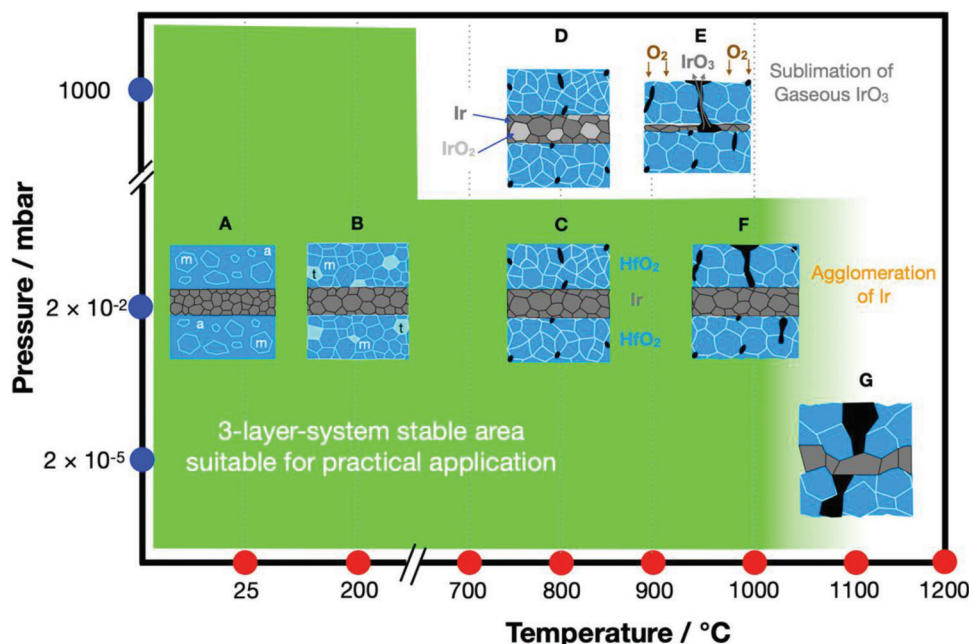 D
E
O₂
O₂
IrO₃
Sublimation of
Gaseous IrO₃
1000
Ir
IrO₂
A
B
C
F
a
m
t
m
HfO₂
Agglomeration
of Ir
2 × 10⁻²
Ir
a
m
t
m
HfO₂
G
3-layer-system stable area
suitable for practical application
2 × 10⁻⁵
Pressure / mbar
25
200
700
800
900
1000
1100
1200
Temperature / °C